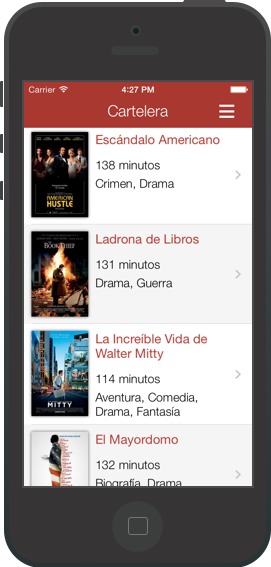 Carrier 4:27 PM
Cartelera
Escándalo Americano
138 minutos
Crimen, Drama
AMERICAN
HUSTLE
Ladrona de Libros
131 minutos
Drama, Guerra
THE
BOOK THIEF
La Increíble Vida de
Walter Mitty
114 minutos
Aventura, Comedia,
Drama, Fantasía
MITTY
El Mayordomo
132 minutos
Biografía, Drama